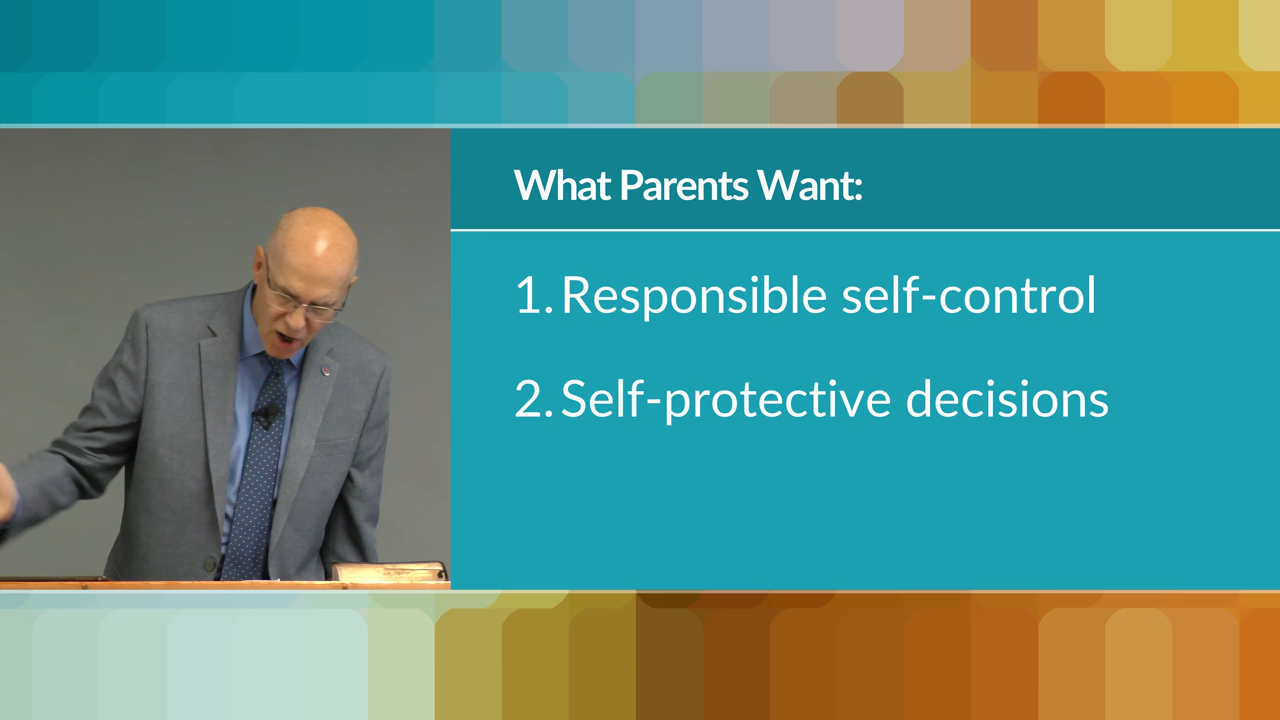 What Parents Want:
1. Responsible self-control
2. Self-protective decisions